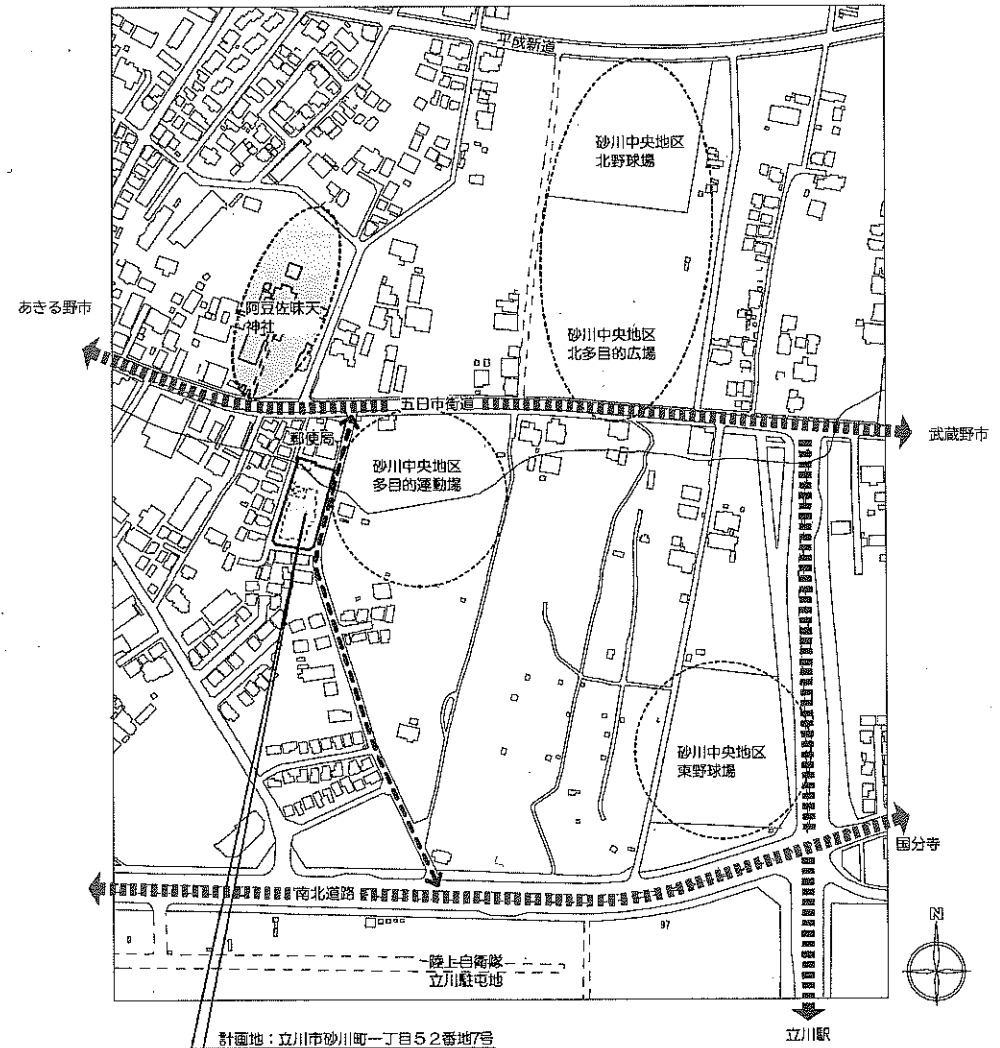 平成新道
砂川中央地区
北野球場
あきる野市
阿豆佐味天
神社
砂川中央地区
北多目的広場
五日市街道
武蔵野市
郵便局
砂川中央地区
多目的運動場
砂川中央地区
東野球場
国分寺
南北道路
97
N
陸上自衛隊
立川駐屯地
計画地：立川市砂川町一丁目52番地7号
立川駅